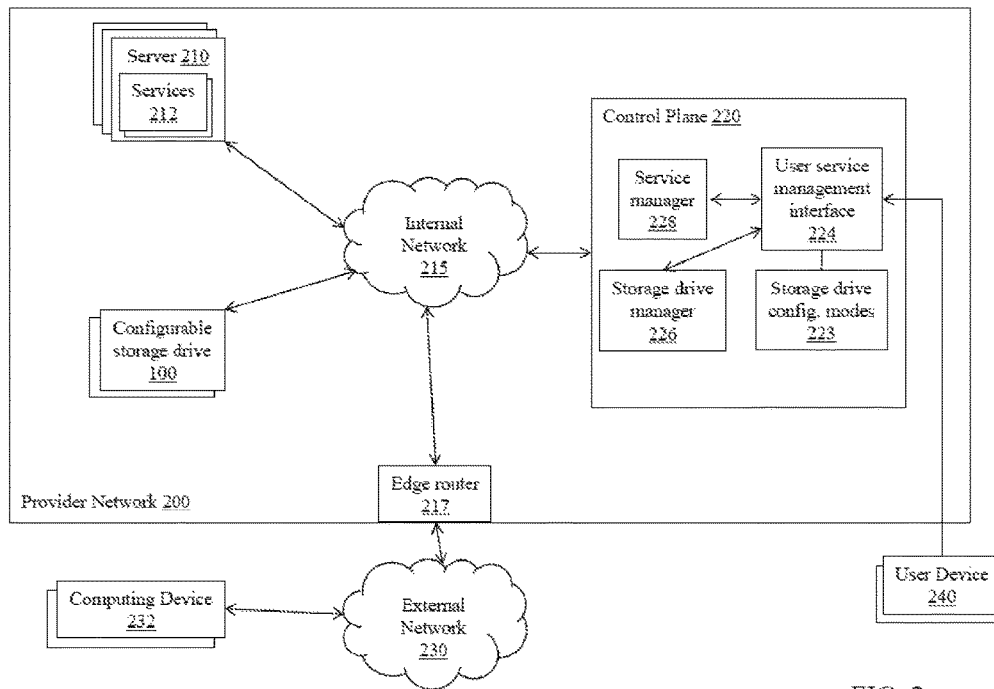 Server 210
Services
212
Control Plane 220
Service
manager
228
User service
management
interface
224
Internal
Network
215
Storage drive
manager
226
Storage drive
config. modes
223
Configurable
storage drive
100
Edge router
217
Provider Network 200
Computing Device
232
External
Network
230
User Device
240